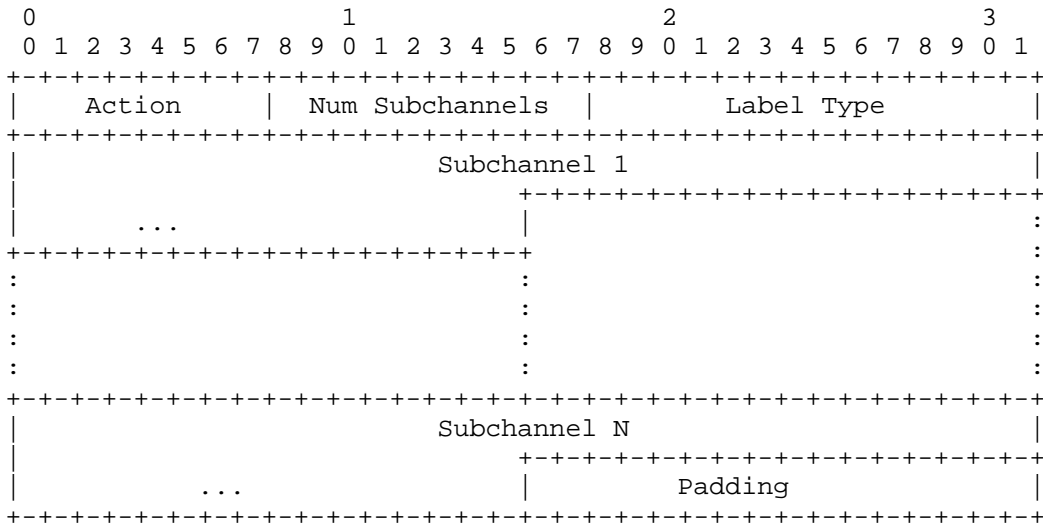 0                   1                   2                   3
0 1 2 3 4 5 6 7 8 9 0 1 2 3 4 5 6 7 8 9 0 1 2 3 4 5 6 7 8 9 0 1
+-+-+-+-+-+-+-+-+-+-+-+-+-+-+-+-+-+-+-+-+-+-+-+-+-+-+-+-+-+-+-+-+
|    Action     | Num Subchannels   |        Label Type         |
+-+-+-+-+-+-+-+-+-+-+-+-+-+-+-+-+-+-+-+-+-+-+-+-+-+-+-+-+-+-+-+-+
|                          Subchannel 1                         |
|                               +-+-+-+-+-+-+-+-+-+-+-+-+-+-+-+-+
|       ...                     |                               :
+-+-+-+-+-+-+-+-+-+-+-+-+-+-+-+-+                               :
:                               :                               :
:                               :                               :
:                               :                               :
:                               :                               :
+-+-+-+-+-+-+-+-+-+-+-+-+-+-+-+-+-+-+-+-+-+-+-+-+-+-+-+-+-+-+-+-+
|                          Subchannel N                         |
|                               +-+-+-+-+-+-+-+-+-+-+-+-+-+-+-+-+
|           ...                 |         Padding               |
+-+-+-+-+-+-+-+-+-+-+-+-+-+-+-+-+-+-+-+-+-+-+-+-+-+-+-+-+-+-+-+-+